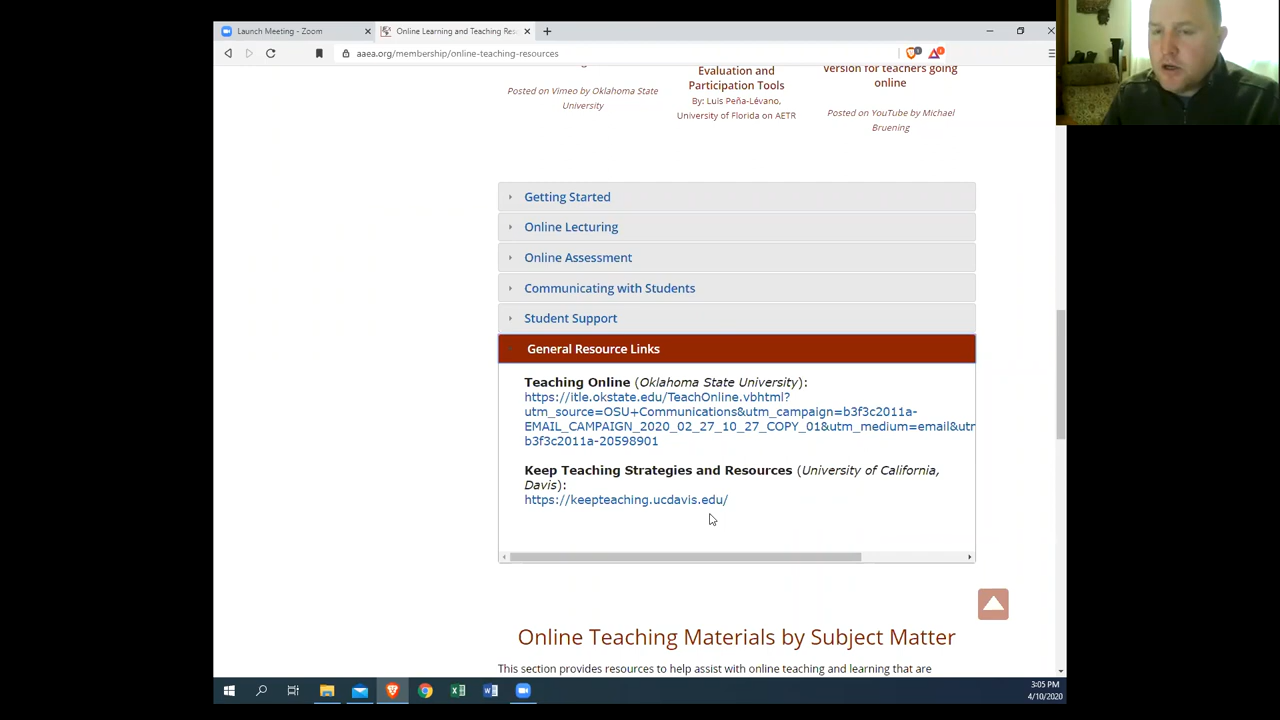 Launch Meeting - Zoom
Online Learning and Teaching Res
aaea.org/membership/online-teaching-resources
Posted on Vimeo by Oklahoma State
University
Evaluation and
Participation Tools
By: Luis Peña-Lévano,
University of Florida on AETR
version for teachers going
online
Posted on YouTube by Michael
Bruening
Getting Started
Online Lecturing
Online Assessment
Communicating with Students
Student Support
General Resource Links
Teaching Online (Oklahoma State University):
https://itle.okstate.edu/TeachOnline.vbhtml?
utm_source=OSU+Communications&utm_campaign=b3f3c2011a-
EMAIL_CAMPAIGN_2020_02_27_10_27_COPY_01&utm_medium=email&utm
b3f3c2011a-20598901
Keep Teaching Strategies and Resources (University of California,
Davis):
https://keepteaching.ucdavis.edu/
Online Teaching Materials by Subject Matter
This section provides resources to help assist with online teaching and learning that are
3:05 PM
4/10/2020